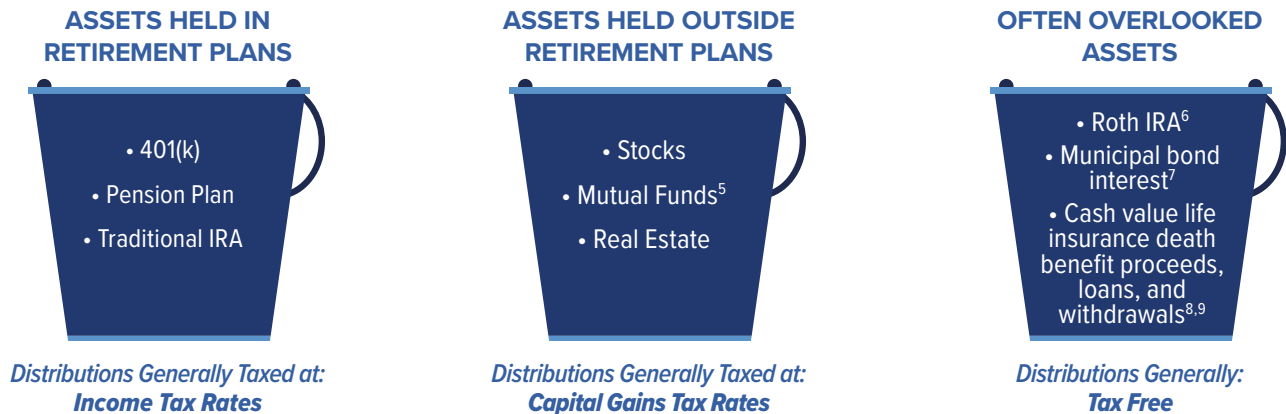 ASSETS HELD IN
RETIREMENT PLANS
• 401(k)
• Pension Plan
• Traditional IRA
Distributions Generally Taxed at:
Income Tax Rates
ASSETS HELD OUTSIDE
RETIREMENT PLANS
• Stocks
• Mutual Funds⁵
• Real Estate
Distributions Generally Taxed at:
Capital Gains Tax Rates
OFTEN OVERLOOKED
ASSETS
• Roth IRA⁶
• Municipal bond
interest⁷
• Cash value life
insurance death
benefit proceeds,
loans, and
withdrawals⁸,⁹
Distributions Generally:
Tax Free